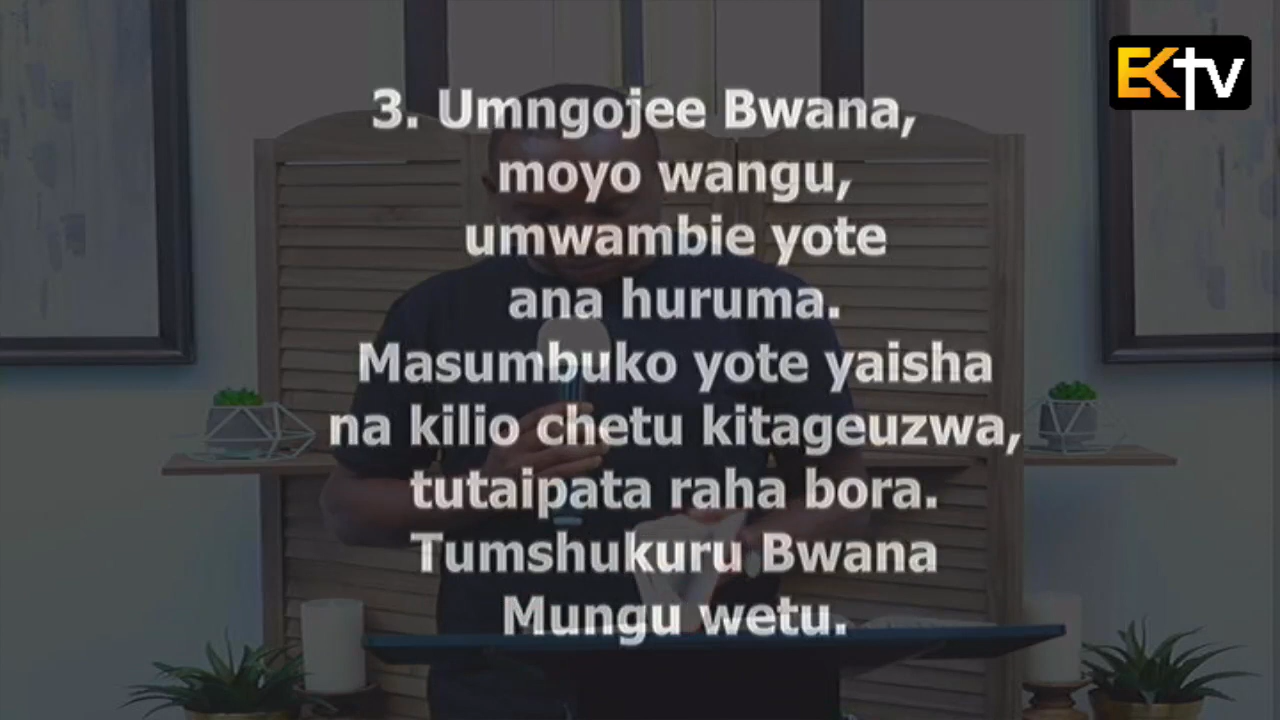 EKTV
3. Umngojee Bwana,
moyo wangu,
umwambie yote
ana huruma.
Masumbuko yote yaisha
na kilio chetu kitageuzwa,
tutaipata raha bora.
Tumshukuru Bwana
Mungu wetu.